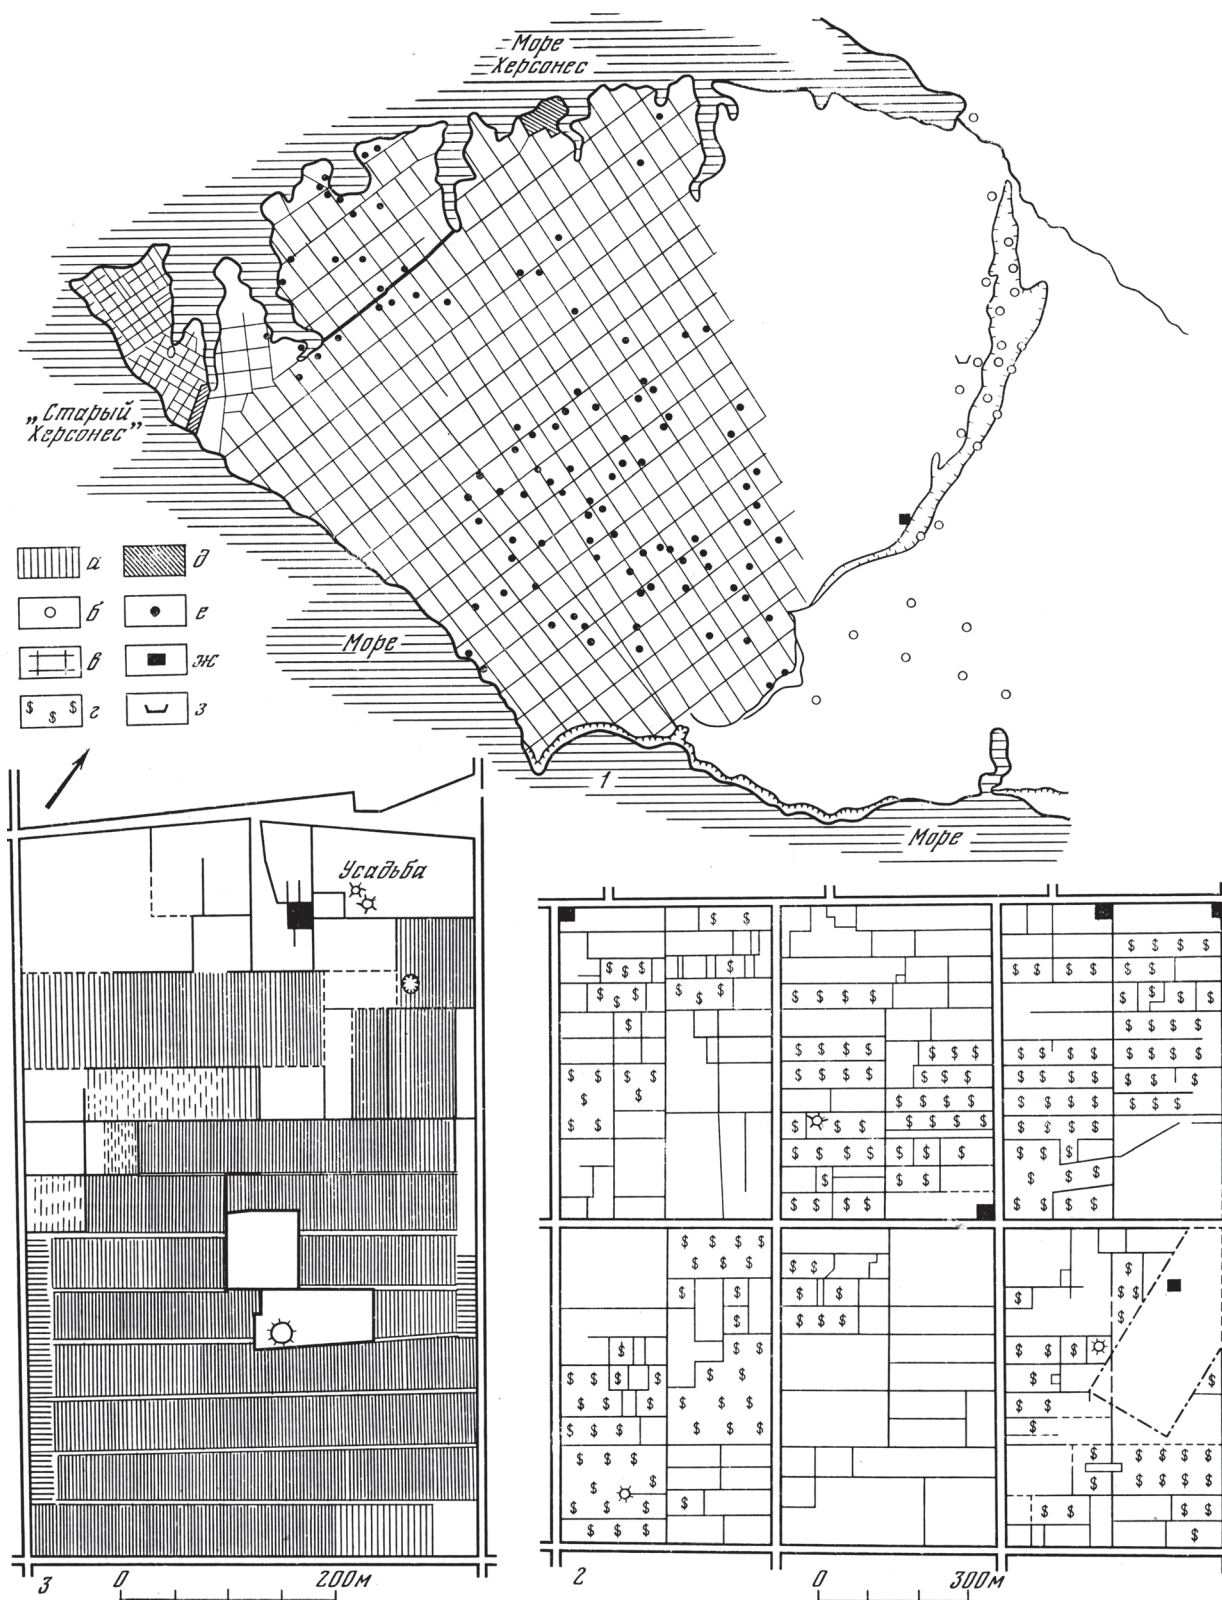 Море
Херсонес
„Старый
Херсонес”
а
д
б
е
Море
в
ж
г
з
1
Море
Усадьба
3
0
200м
2
0
300м